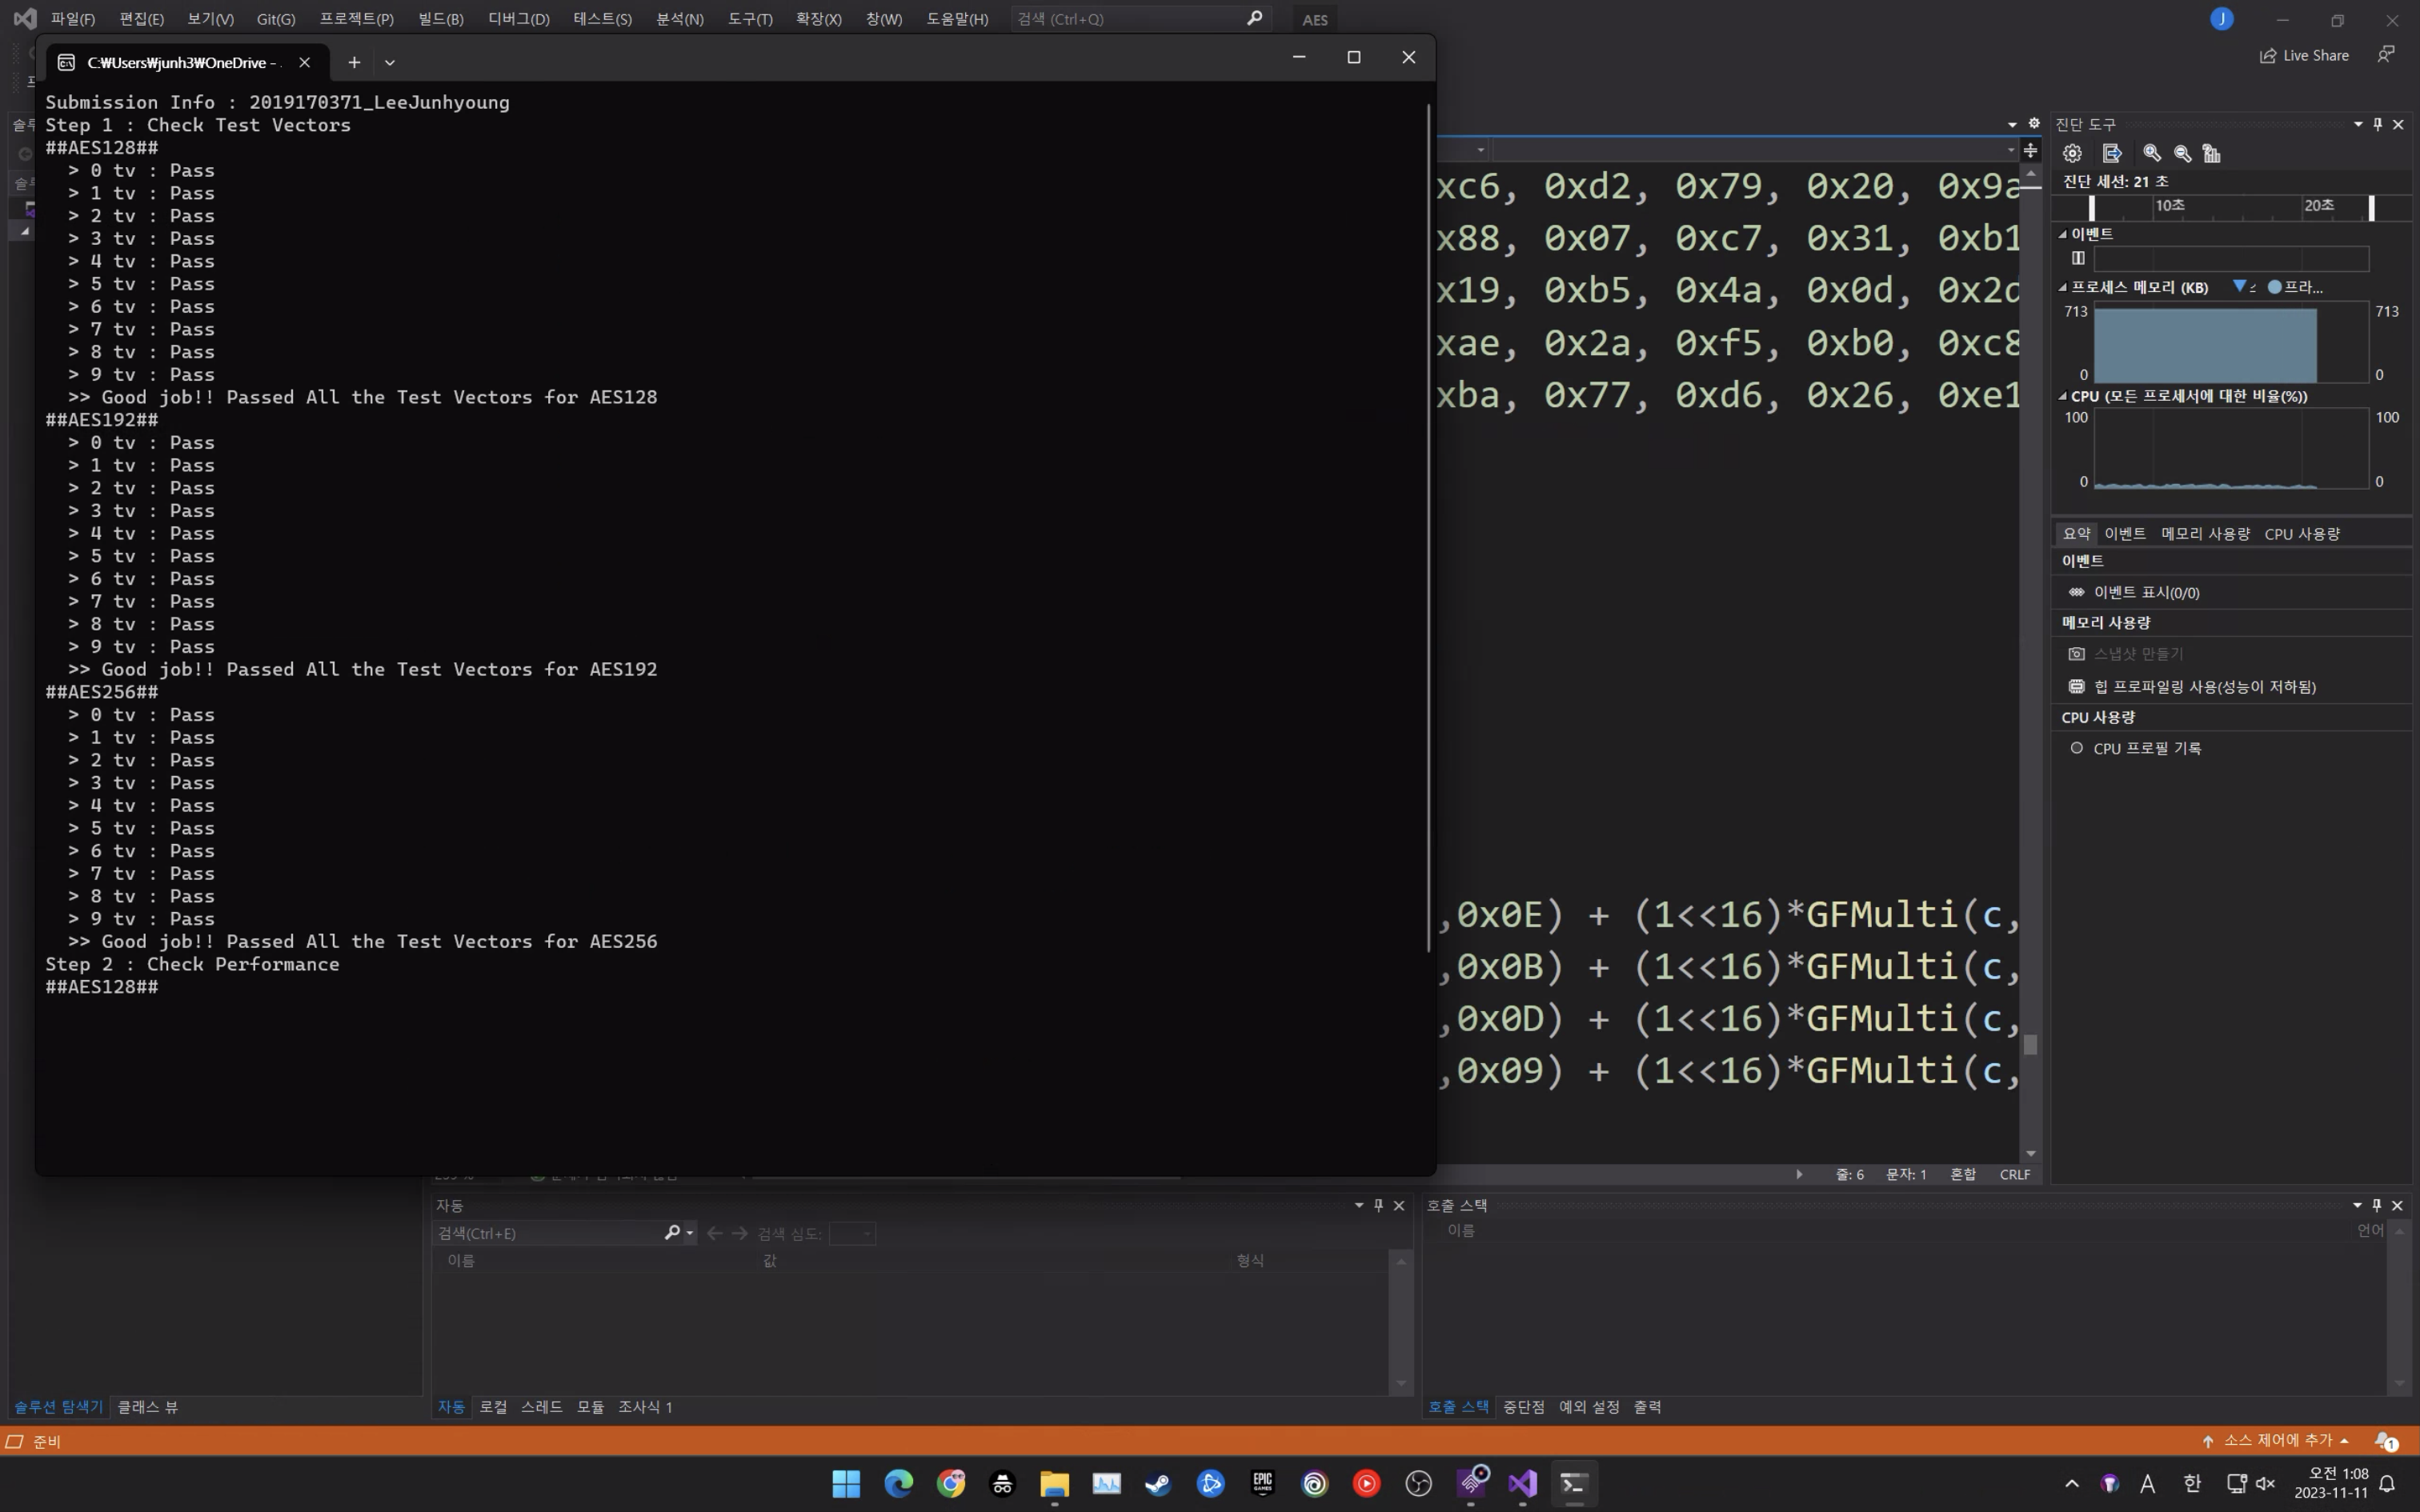 파일(F) 편집(E) 보기(V) Git(G) 프로젝트(P) 빌드(B) 디버그(D) 테스트(S) 분석(N) 도구(T) 확장(X) 창(W) 도움말(H) 검색 (Ctrl+Q) AES J
C:₩Users₩junh3₩OneDrive - .
Live Share
Submission Info : 2019170371_LeeJunhyoung
Step 1 : Check Test Vectors
##AES128##
> 0 tv : Pass
> 1 tv : Pass
> 2 tv : Pass
> 3 tv : Pass
> 4 tv : Pass
> 5 tv : Pass
> 6 tv : Pass
> 7 tv : Pass
> 8 tv : Pass
> 9 tv : Pass
>> Good job!! Passed All the Test Vectors for AES128
##AES192##
> 0 tv : Pass
> 1 tv : Pass
> 2 tv : Pass
> 3 tv : Pass
> 4 tv : Pass
> 5 tv : Pass
> 6 tv : Pass
> 7 tv : Pass
> 8 tv : Pass
> 9 tv : Pass
>> Good job!! Passed All the Test Vectors for AES192
##AES256##
> 0 tv : Pass
> 1 tv : Pass
> 2 tv : Pass
> 3 tv : Pass
> 4 tv : Pass
> 5 tv : Pass
> 6 tv : Pass
> 7 tv : Pass
> 8 tv : Pass
> 9 tv : Pass
>> Good job!! Passed All the Test Vectors for AES256
Step 2 : Check Performance
##AES128##
xc6, 0xd2, 0x79, 0x20, 0x9a
x88, 0x07, 0xc7, 0x31, 0xb1
x19, 0xb5, 0x4a, 0x0d, 0x2d
xae, 0x2a, 0xf5, 0xb0, 0xc8
xba, 0x77, 0xd6, 0x26, 0xe1
,0x0E) + (1<<16)*GFMulti(c,
,0x0B) + (1<<16)*GFMulti(c,
,0x0D) + (1<<16)*GFMulti(c,
,0x09) + (1<<16)*GFMulti(c,
줄: 6 문자: 1 혼합 CRLF
진단 도구
진단 세션: 21 초
10초 20초
이벤트
프로세스 메모리 (KB) 프라...
713 713
0 0
CPU (모든 프로세서에 대한 비율(%))
100 100
0 0
요약 이벤트 메모리 사용량 CPU 사용량
이벤트
이벤트 표시(0/0)
메모리 사용량
스냅샷 만들기
힙 프로파일링 사용(성능이 저하됨)
CPU 사용량
CPU 프로필 기록
자동
검색(Ctrl+E) 검색 심도:
이름 값 형식
호출 스택
이름 언어
솔루션 탐색기 클래스 뷰
자동 로컬 스레드 모듈 조사식 1
호출 스택 중단점 예외 설정 출력
준비
소스 제어에 추가 1
EPIC GAMES
A 한
오전 1:08
2023-11-11